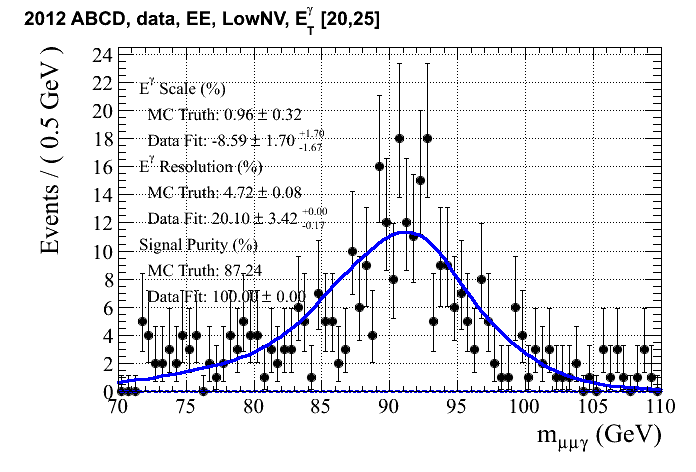 2012 ABCD, data, EE, LowNV, E_T^γ [20,25]
Events / ( 0.5 GeV )
24
22
20
18
16
14
12
10
8
6
4
2
0
E^γ Scale (%)
MC Truth: 0.96 ± 0.32
Data Fit: -8.59 ± 1.70 +1.70 -1.67
E^γ Resolution (%)
MC Truth: 4.72 ± 0.08
Data Fit: 20.10 ± 3.42 +0.00 -0.17
Signal Purity (%)
MC Truth: 87.24
Data Fit: 100.00 ± 0.00
70 75 80 85 90 95 100 105 110
m_μμγ (GeV)